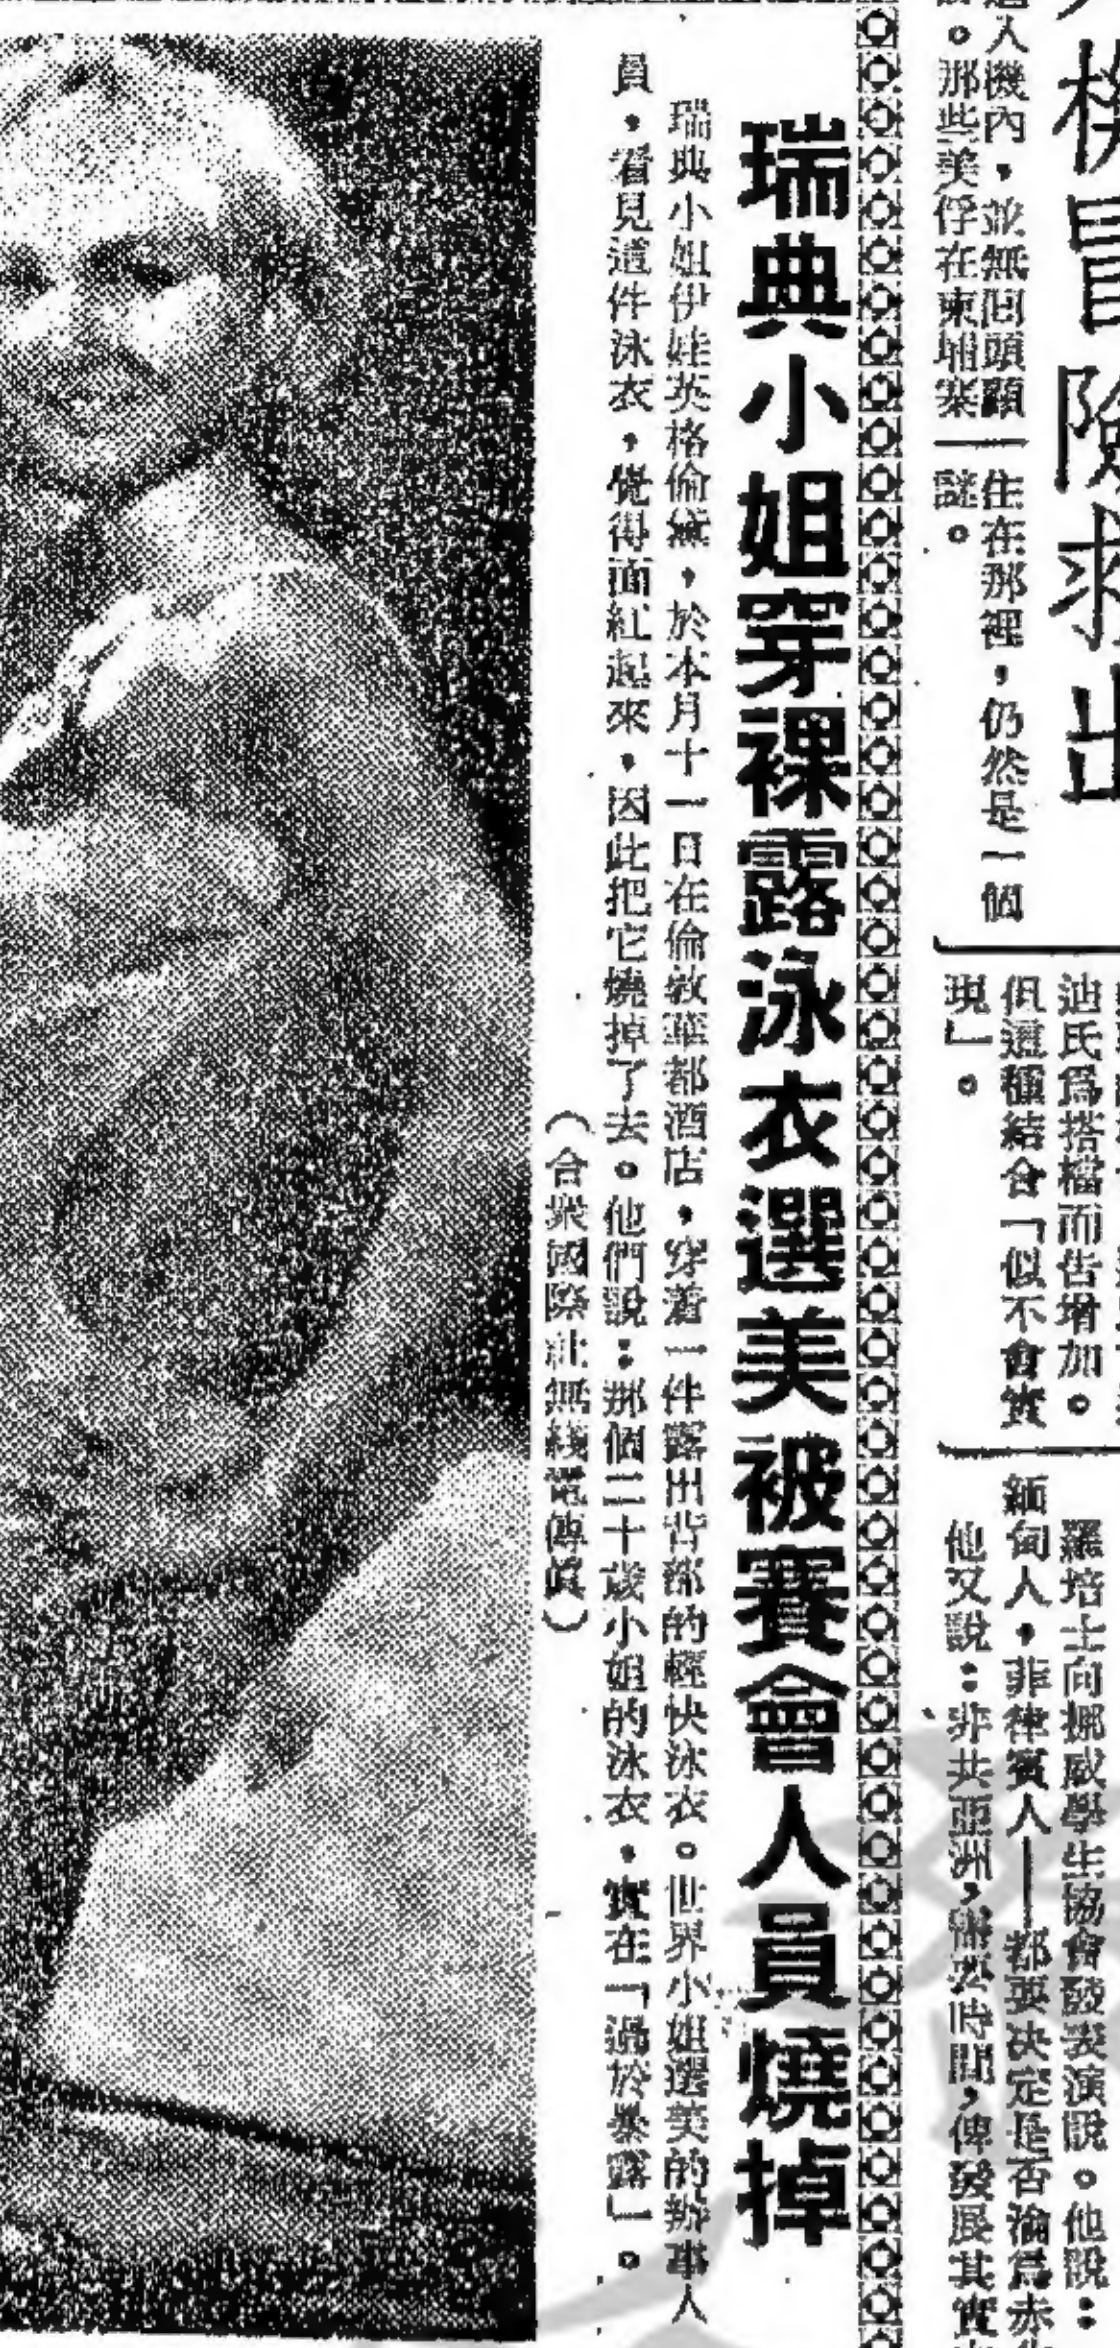 機冒險救出
機內，並無回頭顧
。那些美俘在柬埔寨
住在那裡，仍然是一個
謎。
迪氏爲搭檔而告增加。
但這種結合「似不會實
現」。
羅培士向挪威學生協會發表演說。他說：
緬甸人，菲律賓人——都要決定是否淪爲赤
他又說：非共亞洲，需要時間，俾發展其實
瑞典小姐穿裸露泳衣選美被賽會人員燒掉
瑞典小姐伊娃英格倫黛，於本月十一日在倫敦華都酒店，穿着一件露出背部的輕快泳衣。世界小姐選美的辦事人
員，看見這件泳衣，覺得面紅起來，因此把它燒掉了去。他們說：那個二十歲小姐的泳衣，實在「過於暴露」。
（合衆國際社無綫電傳眞）